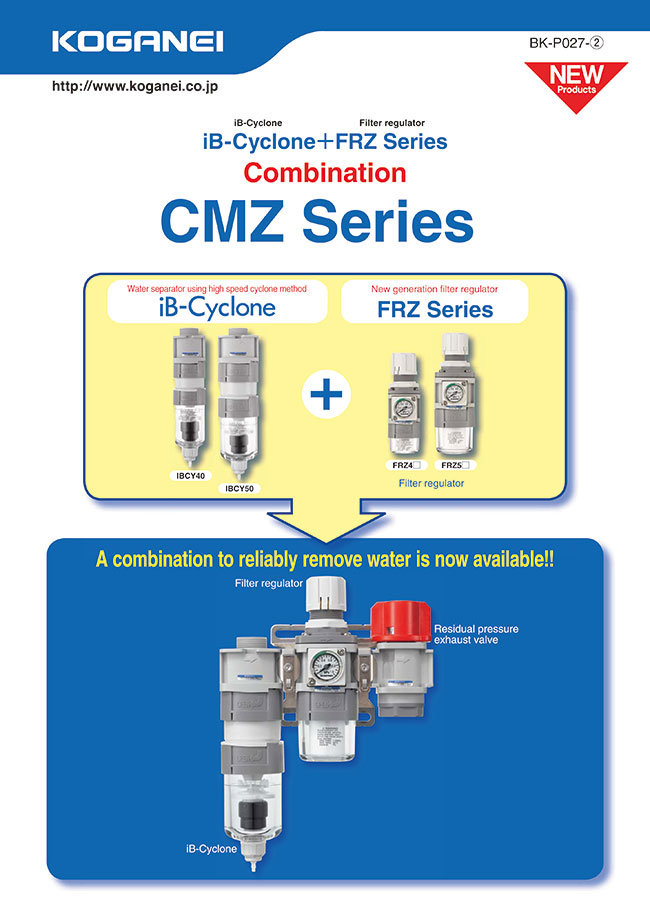 KOGANEI
BK-P027-②
http://www.koganei.co.jp
NEW
Products
iB-Cyclone Filter regulator
iB-Cyclone+FRZ Series
Combination
CMZ Series
Water separator using high speed cyclone method
iB-Cyclone
New generation filter regulator
FRZ Series
+
IBCY40
IBCY50
FRZ4□
FRZ5□
Filter regulator
A combination to reliably remove water is now available!!
Filter regulator
Residual pressure
exhaust valve
iB-Cyclone